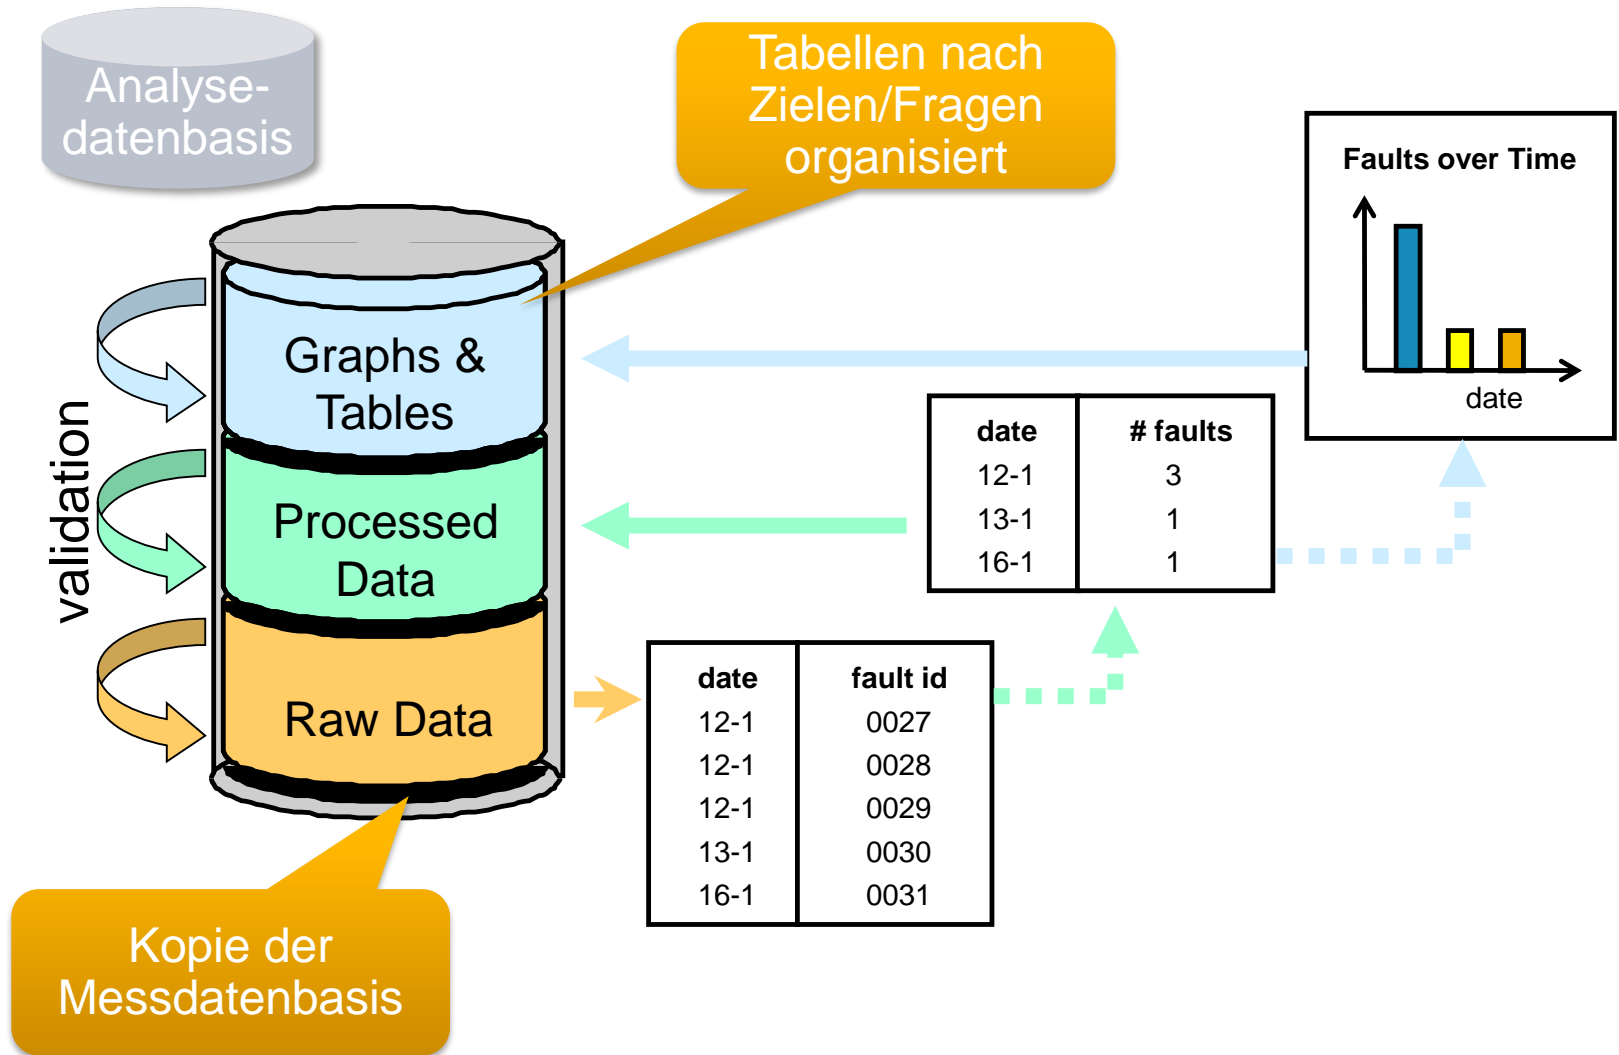 Analyse-
datenbasis
Tabellen nach
Zielen/Fragen
organisiert
Faults over Time
date
Graphs &
Tables
validation
Processed
Data
Raw Data
date # faults
12-1 3
13-1 1
16-1 1
date fault id
12-1 0027
12-1 0028
12-1 0029
13-1 0030
16-1 0031
Kopie der
Messdatenbasis